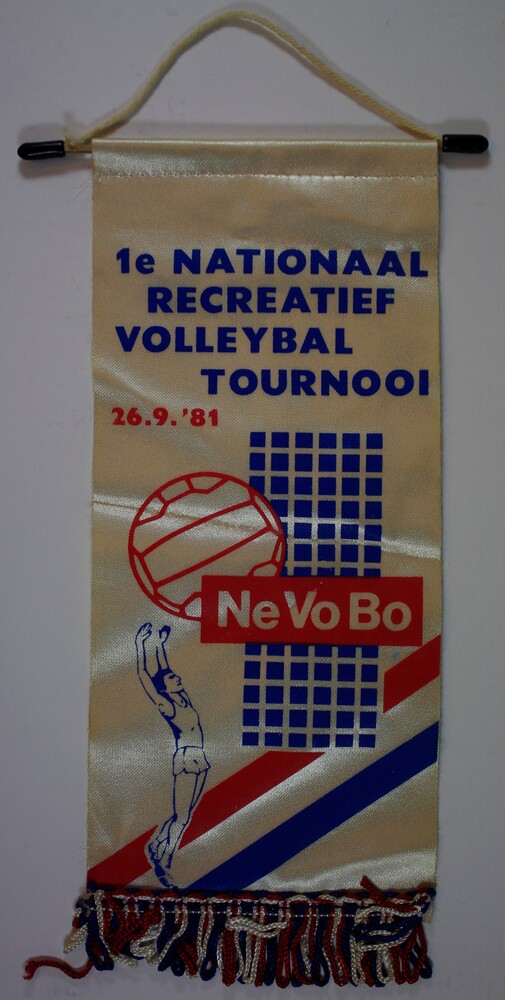 1e NATIONAAL
RECREATIEF
VOLLEYBAL
TOURNOOI
26.9.'81
NeVoBo